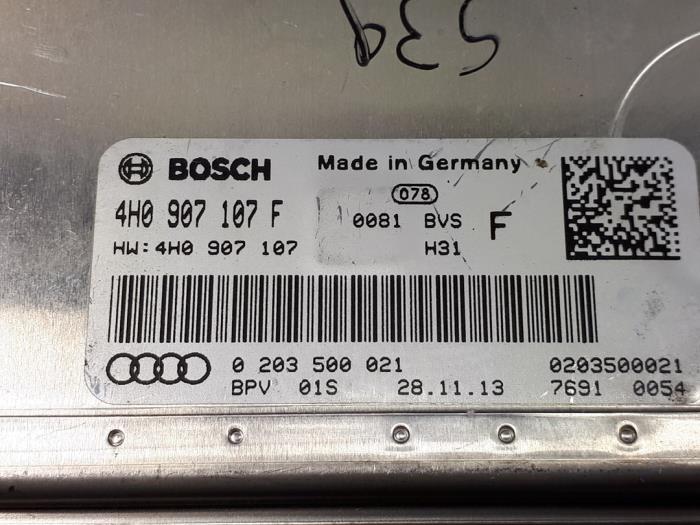 BOSCH Made in Germany
078
4H0 907 107 F 0081 BVS F
HW: 4H0 907 107 H31
0 203 500 021 0203500021
BPV 01S 28.11.13 7691 0054